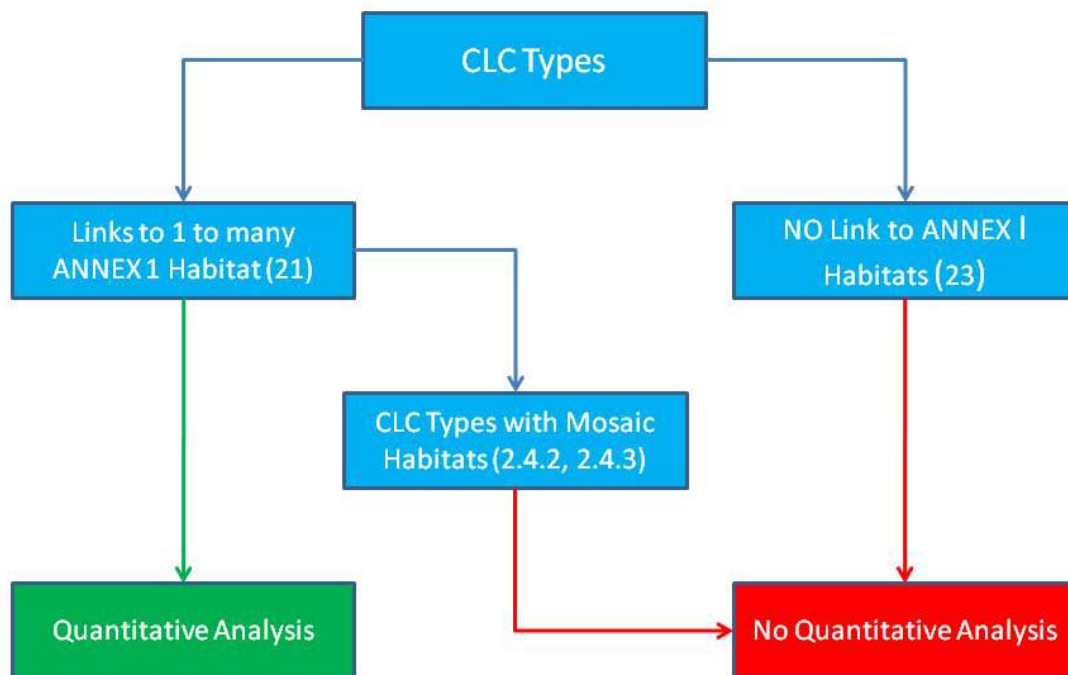 CLC Types
Links to 1 to many
ANNEX 1 Habitat (21)
NO Link to ANNEX I
Habitats (23)
CLC Types with Mosaic
Habitats (2.4.2, 2.4.3)
Quantitative Analysis
No Quantitative Analysis